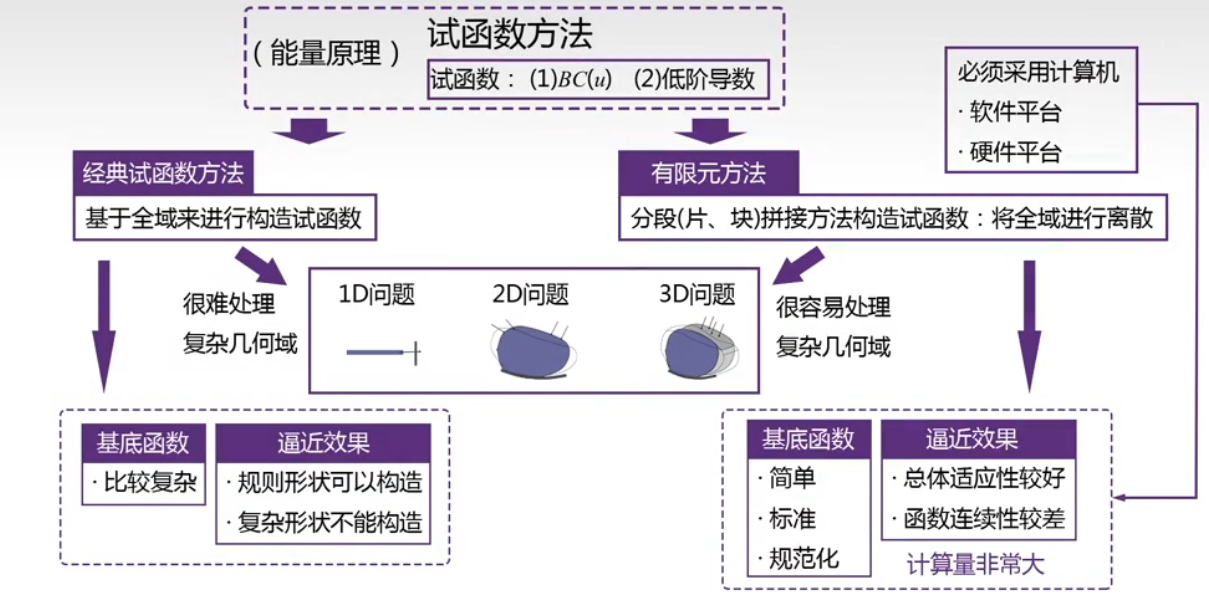 （能量原理）
试函数方法
试函数：(1)BC(u) (2)低阶导数
必须采用计算机
· 软件平台
· 硬件平台
经典试函数方法
基于全域来进行构造试函数
有限元方法
分段(片、块)拼接方法构造试函数：将全域进行离散
很难处理
复杂几何域
1D问题
2D问题
3D问题
很容易处理
复杂几何域
基底函数
· 比较复杂
逼近效果
· 规则形状可以构造
· 复杂形状不能构造
基底函数
· 简单
· 标准
· 规范化
逼近效果
· 总体适应性较好
· 函数连续性较差
计算量非常大